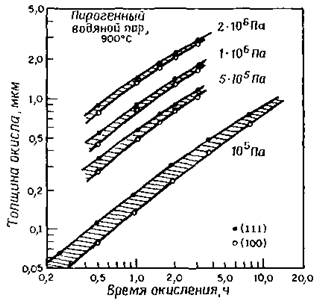 Пирогенный
водяной пар,
900°C
2·10⁶ Па
1·10⁶ Па
5·10⁵ Па
10⁵ Па
Толщина окисла, мкм
5,0
2,0
1,0
0,5
0,2
0,1
0,05
• (111)
○ (100)
0,2 0,5 1,0 2,0 5,0 10,0 20,0
Время окисления, ч